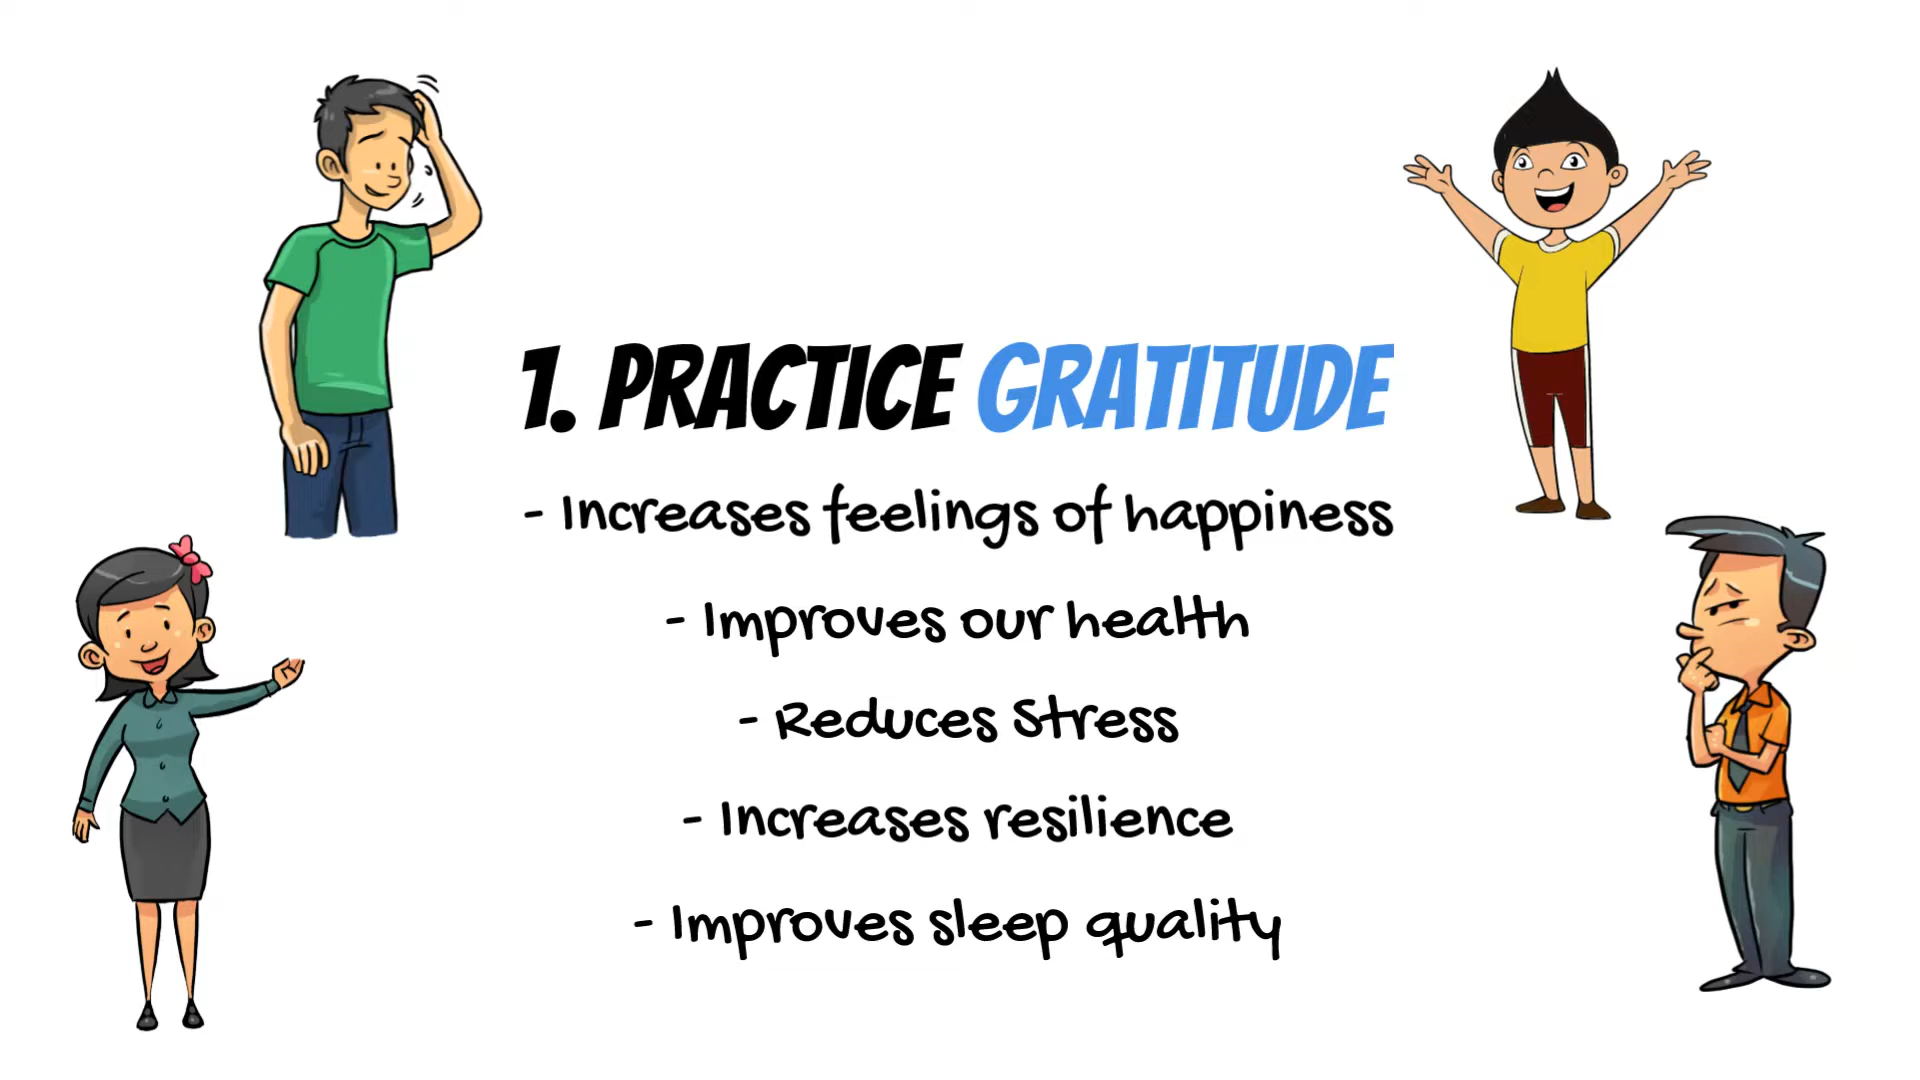 1. PRACTICE GRATITUDE
- Increases feelings of happiness
- Improves our health
- Reduces Stress
- Increases resilience
- Improves sleep quality